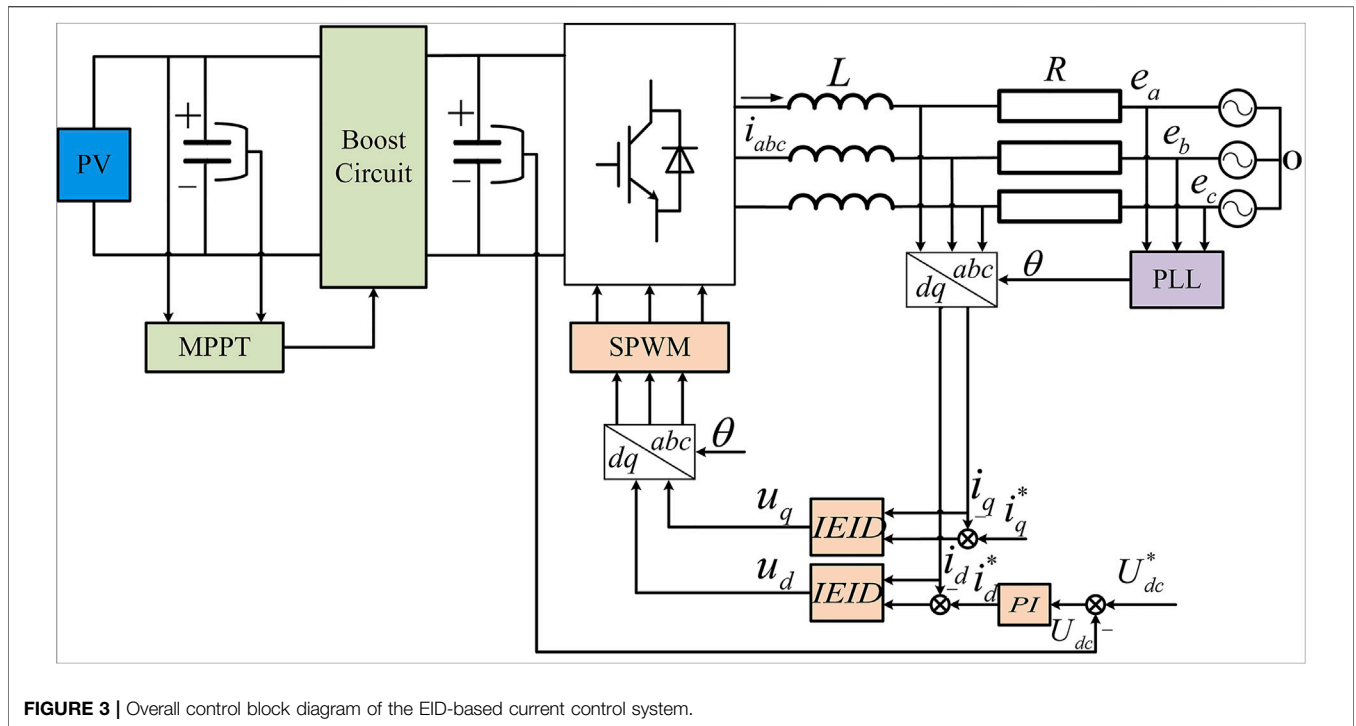 PV
+
−
Boost
Circuit
+
−
MPPT
L
R
i_abc
e_a
e_b
e_c
O
abc
dq
θ
PLL
SPWM
abc
dq
θ
u_q
IEID
i_q
−
i_q^*
u_d
IEID
i_d
−
i_d^*
PI
U_dc^*
U_dc
−
FIGURE 3 | Overall control block diagram of the EID-based current control system.